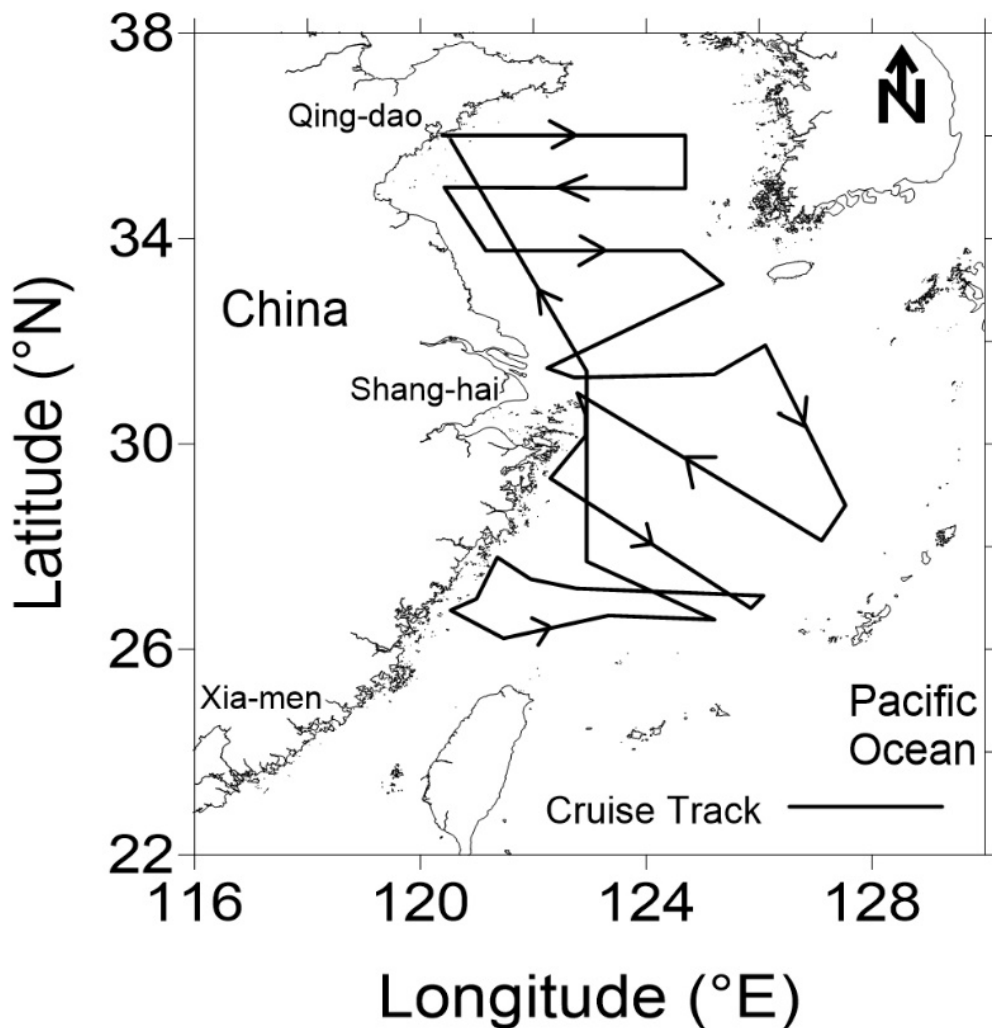 38
N
Qing-dao
34
China
Shang-hai
30
26
Xia-men
Pacific
Ocean
Cruise Track
22
116
120
124
128
Latitude (°N)
Longitude (°E)